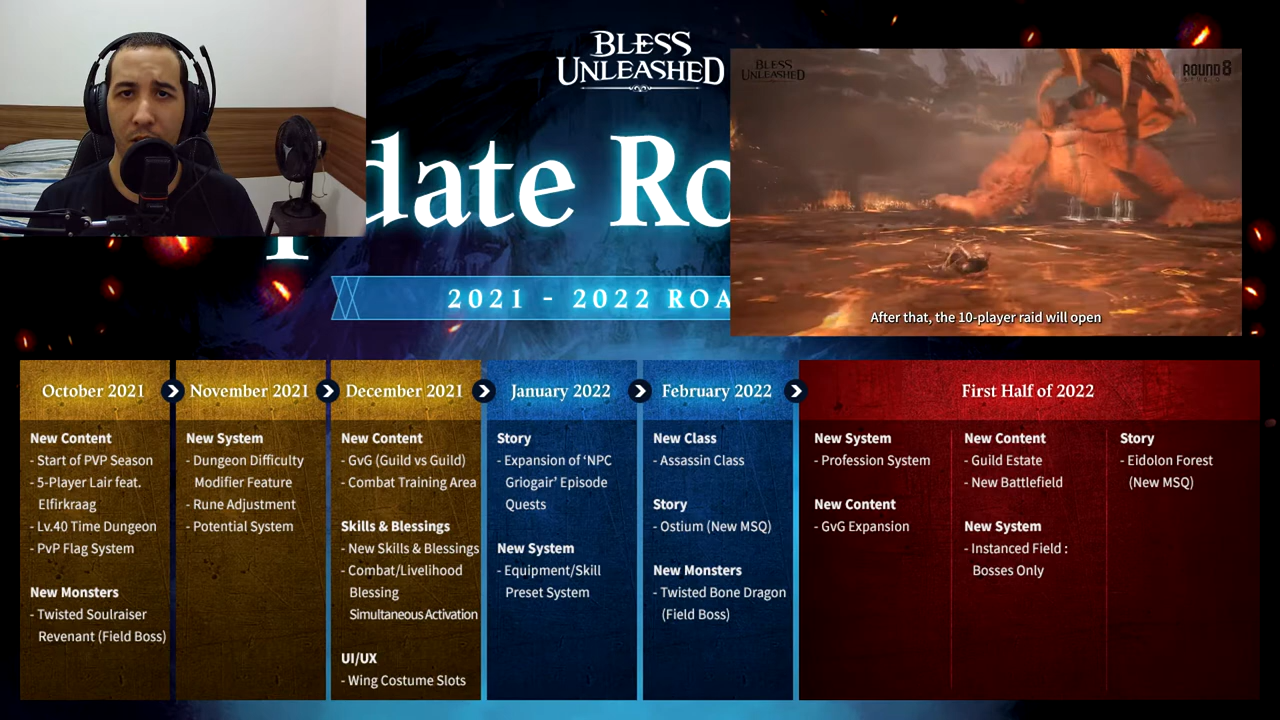 BLESS
UNLEASHED
date Ro
2021 - 2022 ROA
BLESS
UNLEASHED
ROUND8
After that, the 10-player raid will open
October 2021
New Content
- Start of PVP Season
- 5-Player Lair feat.
Elfirkraag
- Lv.40 Time Dungeon
- PvP Flag System
New Monsters
- Twisted Soulraiser
Revenant (Field Boss)
November 2021
New System
- Dungeon Difficulty
Modifier Feature
- Rune Adjustment
- Potential System
December 2021
New Content
- GvG (Guild vs Guild)
- Combat Training Area
Skills & Blessings
- New Skills & Blessings
- Combat/Livelihood
Blessing
Simultaneous Activation
UI/UX
- Wing Costume Slots
January 2022
Story
- Expansion of ‘NPC
Griogair’ Episode
Quests
New System
- Equipment/Skill
Preset System
February 2022
New Class
- Assassin Class
Story
- Ostium (New MSQ)
New Monsters
- Twisted Bone Dragon
(Field Boss)
First Half of 2022
New System
- Profession System
New Content
- GvG Expansion
New Content
- Guild Estate
- New Battlefield
New System
- Instanced Field :
Bosses Only
Story
- Eidolon Forest
(New MSQ)